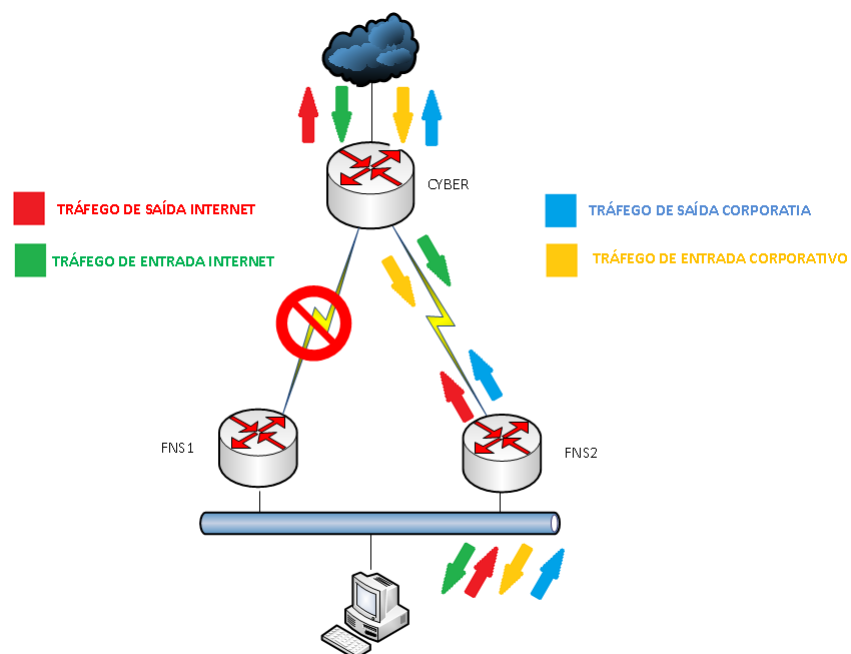 CYBER
TRÁFEGO DE SAÍDA INTERNET
TRÁFEGO DE SAÍDA CORPORATIA
TRÁFEGO DE ENTRADA INTERNET
TRÁFEGO DE ENTRADA CORPORATIVO
FNS1
FNS2